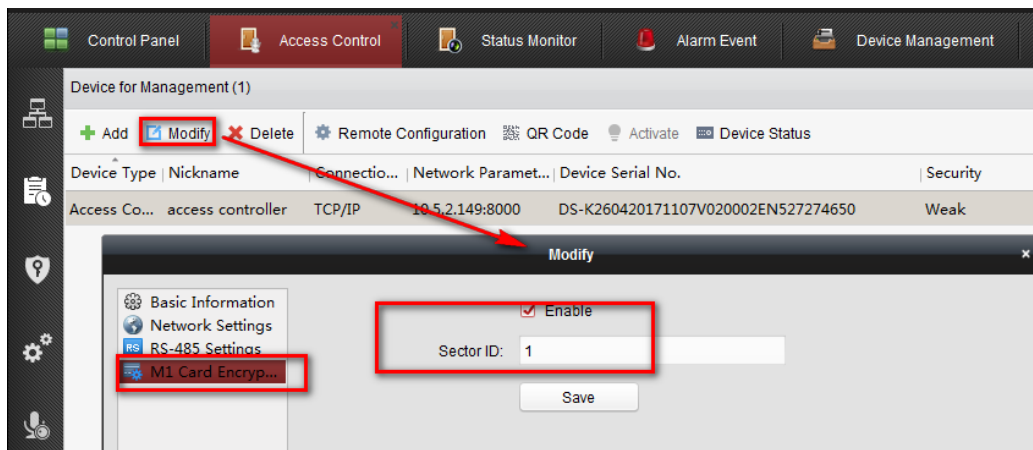 Control Panel Access Control Status Monitor Alarm Event Device Management
Device for Management (1)
Add Modify Delete Remote Configuration QR Code Activate Device Status
Device Type Nickname Connectio... Network Paramet... Device Serial No. Security
Access Co... access controller TCP/IP 10.5.2.149:8000 DS-K260420171107V020002EN527274650 Weak
Modify
Basic Information
Enable
Network Settings
RS RS-485 Settings
Sector ID: 1
M1 Card Encryp...
Save